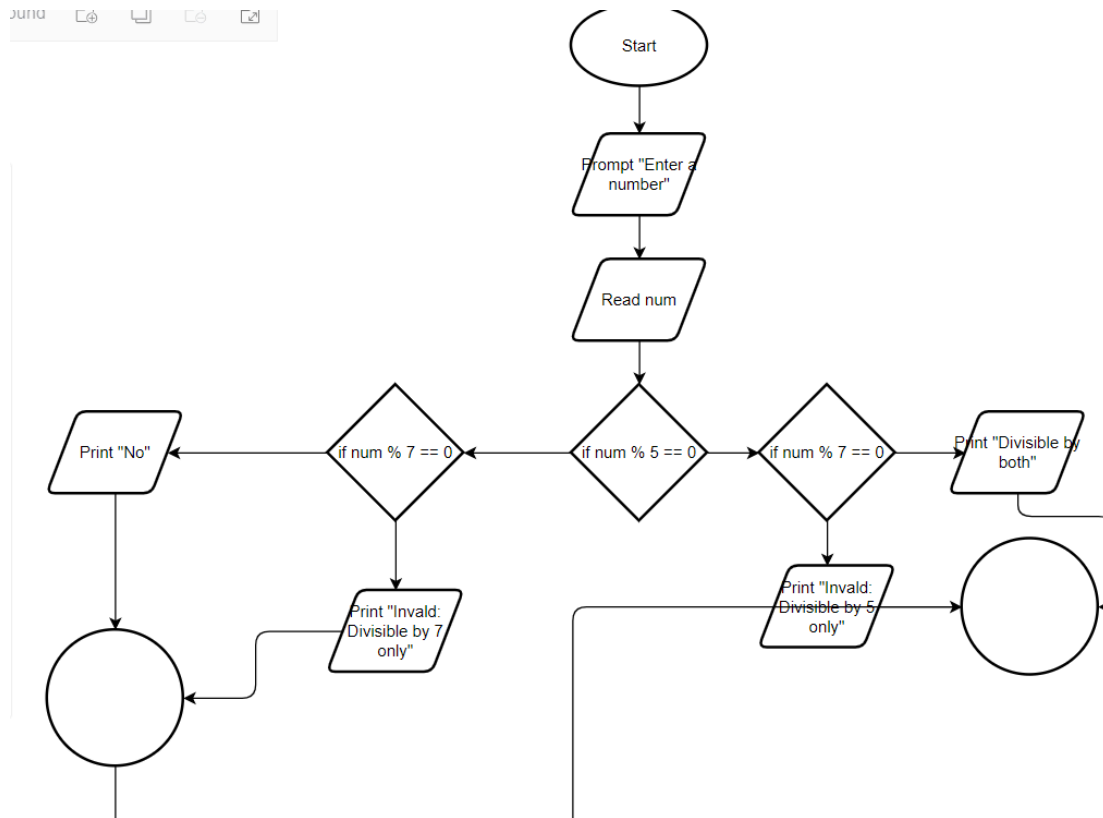 Start
Prompt "Enter a
number"
Read num
Print "No"
if num % 7 == 0
if num % 5 == 0
if num % 7 == 0
Print "Divisible by
both"
Print "Invald:
Divisible by 7
only"
Print "Invald:
Divisible by 5
only"